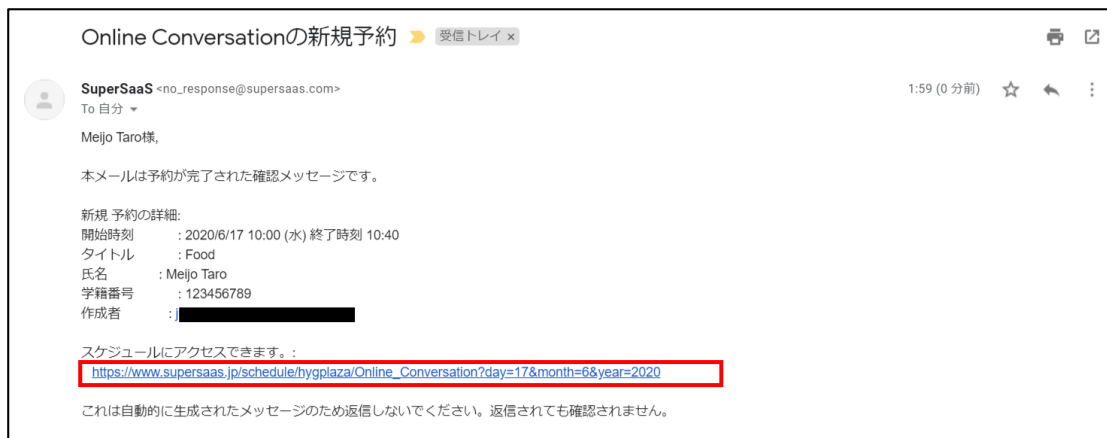 Online Conversationの新規予約 受信トレイ ×
SuperSaaS <no_response@supersaas.com> 1:59 (0 分前)
To 自分
Meijo Taro様,
本メールは予約が完了された確認メッセージです。
新規 予約の詳細:
開始時刻 : 2020/6/17 10:00 (水) 終了時刻 10:40
タイトル : Food
氏名 : Meijo Taro
学籍番号 : 123456789
作成者 : j
スケジュールにアクセスできます。:
https://www.supersaas.jp/schedule/hygplaza/Online_Conversation?day=17&month=6&year=2020
これは自動的に生成されたメッセージのため返信しないでください。返信されても確認されません。